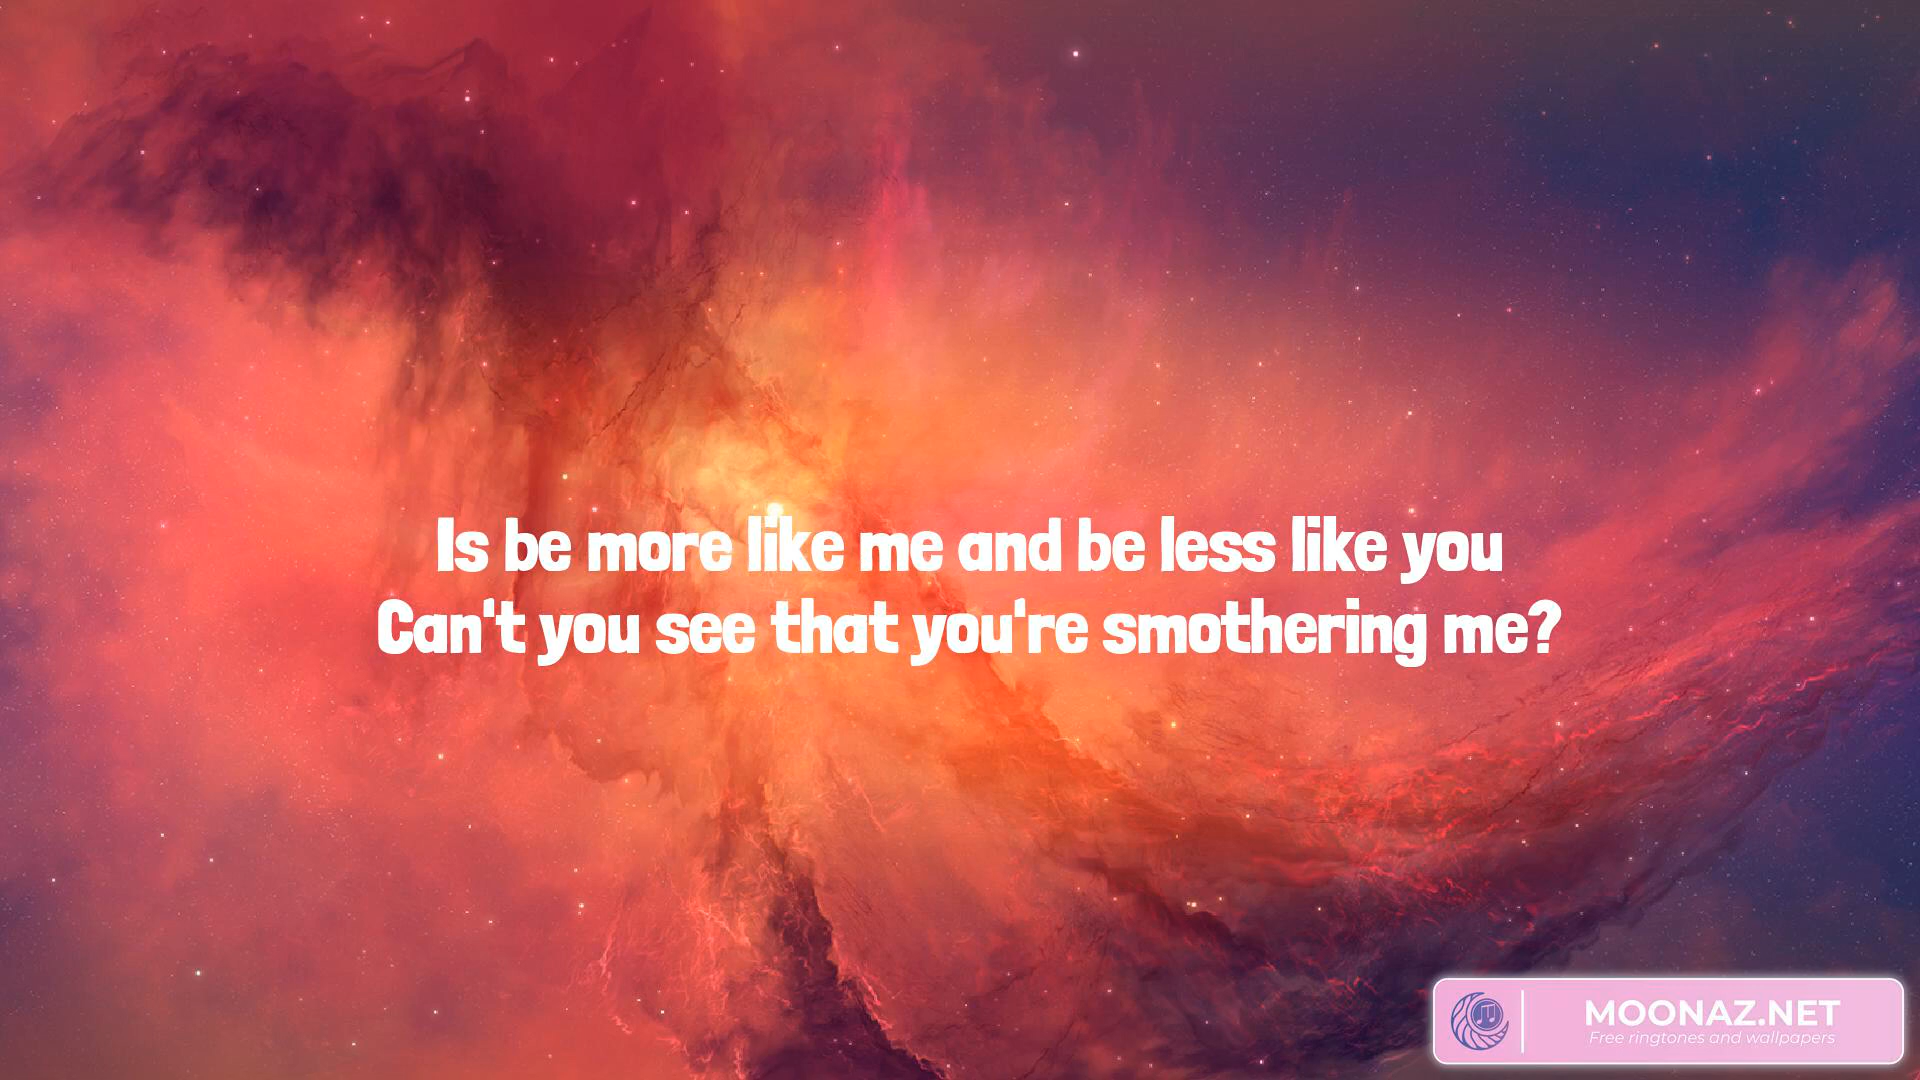 Is be more like me and be less like you
Can't you see that you're smothering me?
MOONAZ.NET
Free ringtones and wallpapers